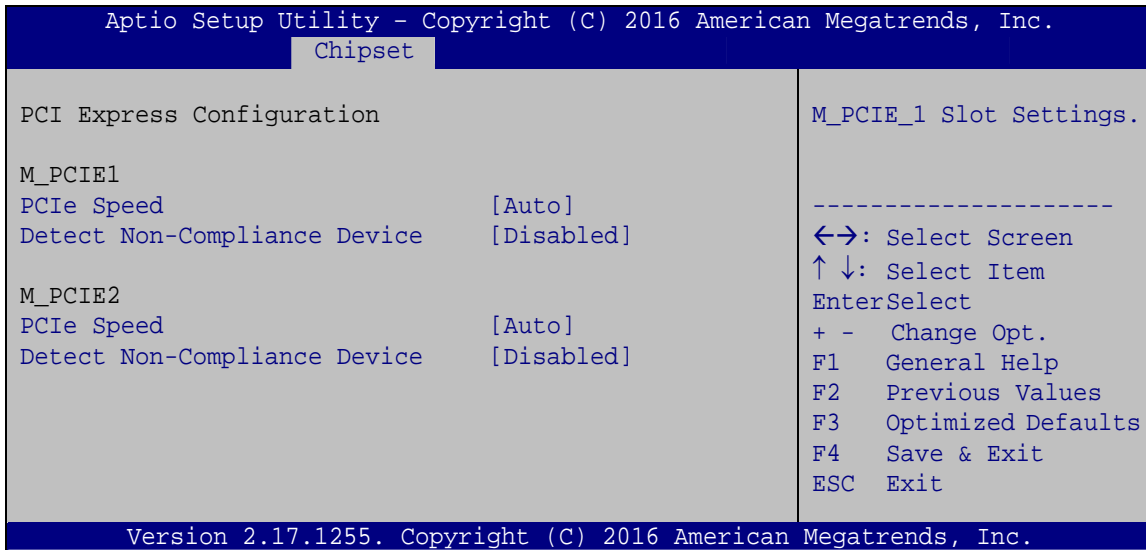 Aptio Setup Utility – Copyright (C) 2016 American Megatrends, Inc.
Chipset
PCI Express Configuration
M_PCIE1
PCIe Speed [Auto]
Detect Non-Compliance Device [Disabled]
M_PCIE2
PCIe Speed [Auto]
Detect Non-Compliance Device [Disabled]
M_PCIE_1 Slot Settings.
---------------------
←→: Select Screen
↑ ↓: Select Item
EnterSelect
+ - Change Opt.
F1 General Help
F2 Previous Values
F3 Optimized Defaults
F4 Save & Exit
ESC Exit
Version 2.17.1255. Copyright (C) 2016 American Megatrends, Inc.